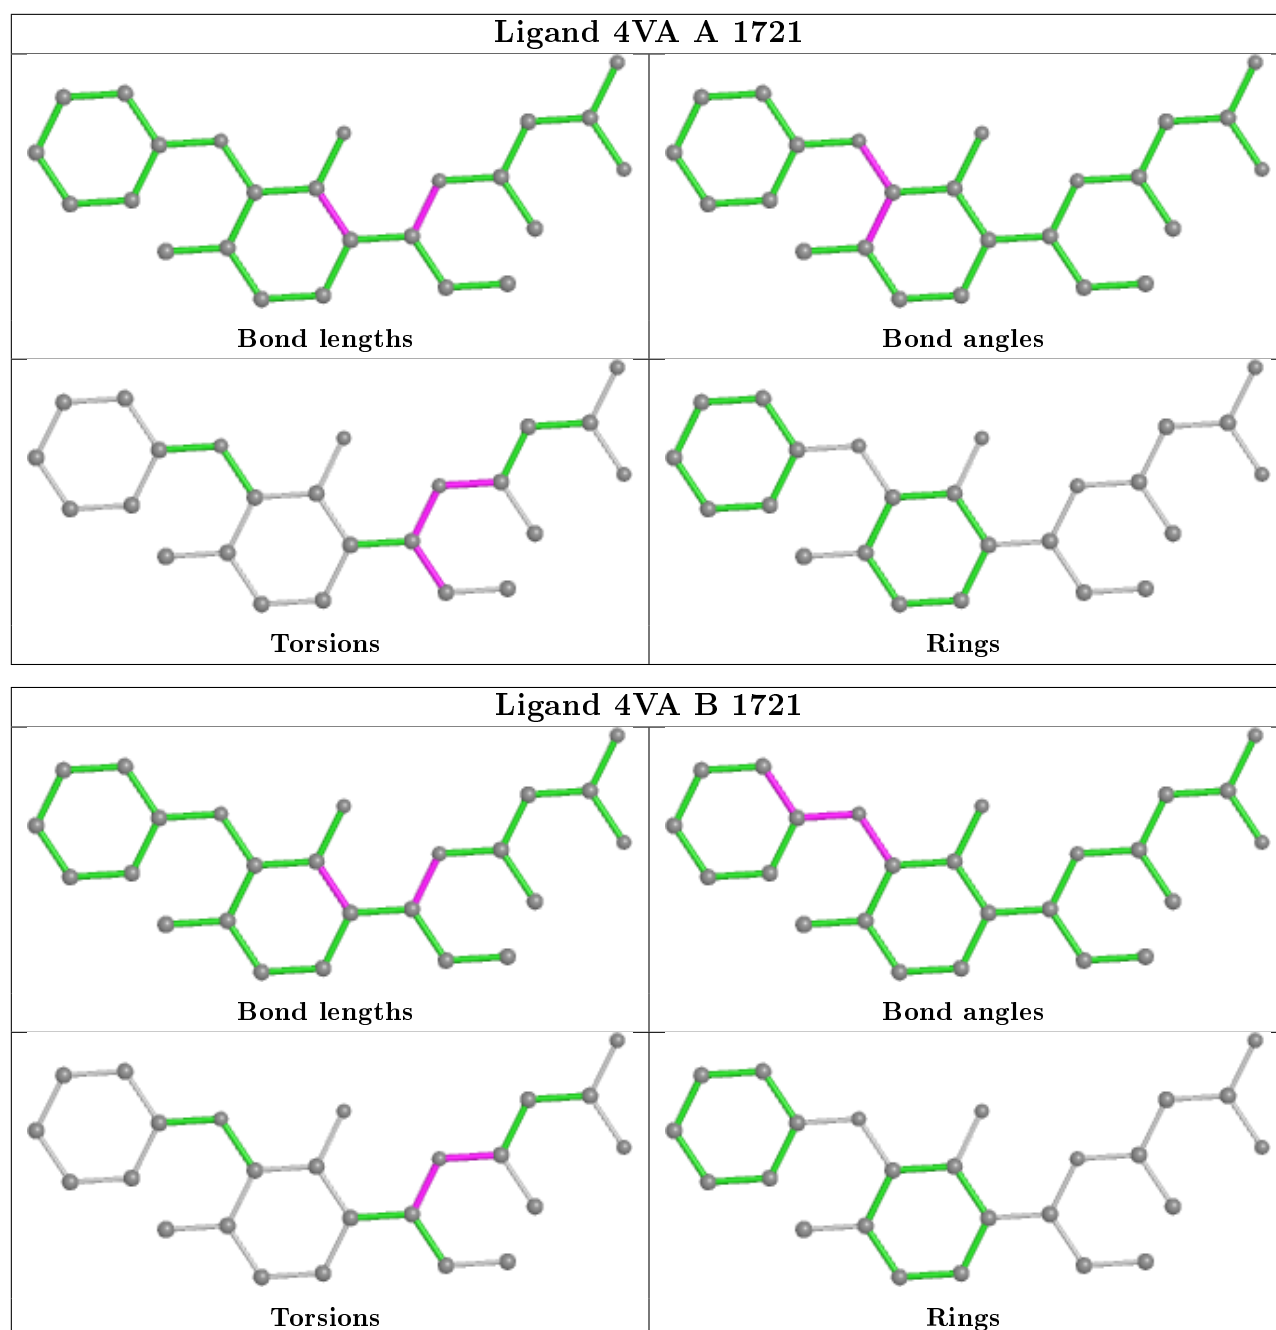 Ligand 4VA A 1721
Bond lengths
Bond angles
Torsions
Rings
Ligand 4VA B 1721
Bond lengths
Bond angles
Torsions
Rings